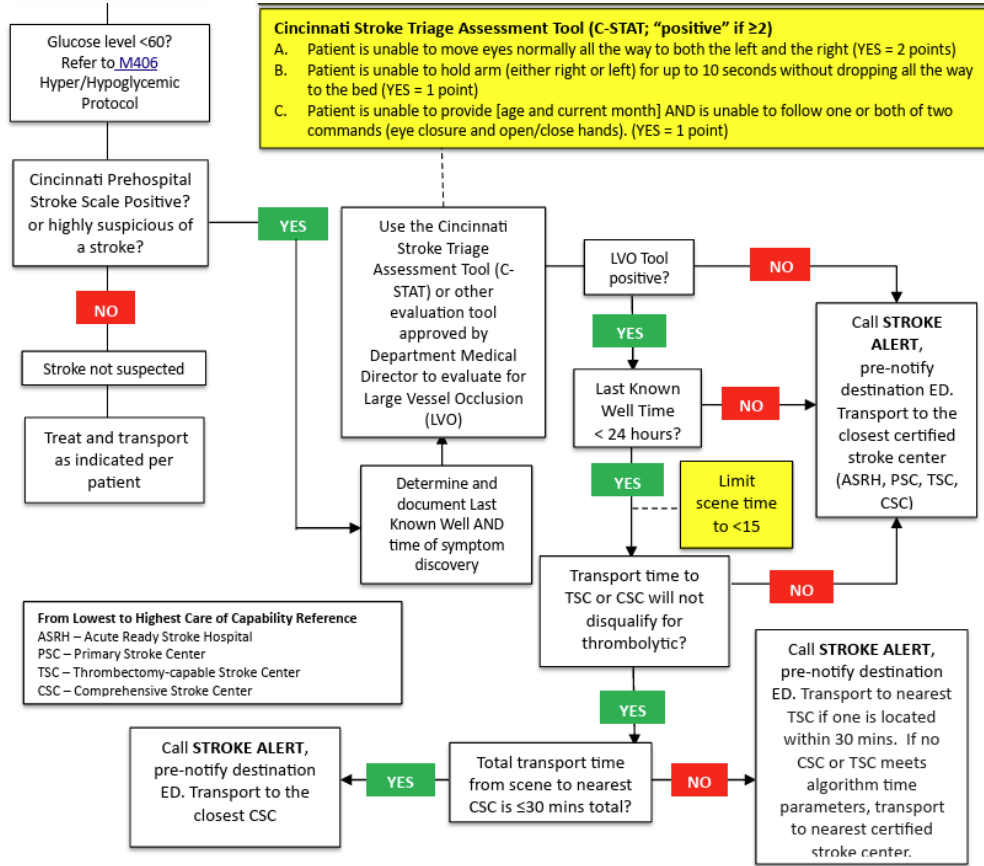 Glucose level <60?
Refer to M406
Hyper/Hypoglycemic
Protocol
Cincinnati Stroke Triage Assessment Tool (C-STAT; “positive” if ≥2)
A. Patient is unable to move eyes normally all the way to both the left and the right (YES = 2 points)
B. Patient is unable to hold arm (either right or left) for up to 10 seconds without dropping all the way
to the bed (YES = 1 point)
C. Patient is unable to provide [age and current month] AND is unable to follow one or both of two
commands (eye closure and open/close hands). (YES = 1 point)
Cincinnati Prehospital
Stroke Scale Positive?
or highly suspicious of
a stroke?
YES
NO
Stroke not suspected
Treat and transport
as indicated per
patient
Use the Cincinnati
Stroke Triage
Assessment Tool (C-
STAT) or other
evaluation tool
approved by
Department Medical
Director to evaluate for
Large Vessel Occlusion
(LVO)
Determine and
document Last
Known Well AND
time of symptom
discovery
LVO Tool
positive?
NO
YES
Last Known
Well Time
< 24 hours?
NO
YES
Limit
scene time
to <15
Call STROKE
ALERT,
pre-notify
destination ED.
Transport to the
closest certified
stroke center
(ASRH, PSC, TSC,
CSC)
Transport time to
TSC or CSC will not
disqualify for
thrombolytic?
NO
YES
From Lowest to Highest Care of Capability Reference
ASRH – Acute Ready Stroke Hospital
PSC – Primary Stroke Center
TSC – Thrombectomy-capable Stroke Center
CSC – Comprehensive Stroke Center
Call STROKE ALERT,
pre-notify destination
ED. Transport to the
closest CSC
YES
Total transport time
from scene to nearest
CSC is ≤30 mins total?
NO
Call STROKE ALERT,
pre-notify destination
ED. Transport to nearest
TSC if one is located
within 30 mins. If no
CSC or TSC meets
algorithm time
parameters, transport
to nearest certified
stroke center.